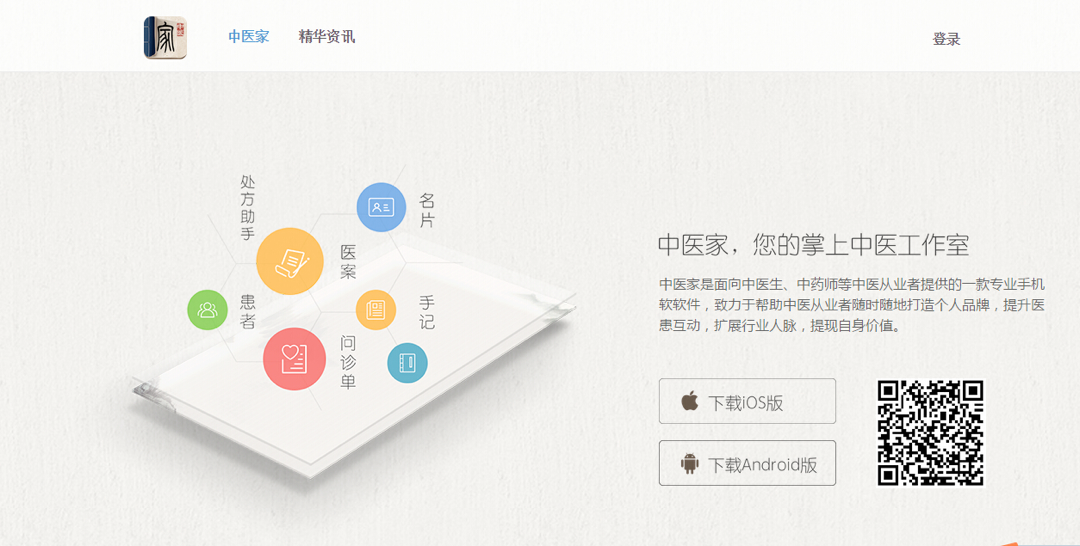 家
中医家
精华资讯
登录
处方助手
名片
医案
患者
手记
问诊单
中医家，您的掌上中医工作室
中医家是面向中医生、中药师等中医从业者提供的一款专业手机
软软件，致力于帮助中医从业者随时随地打造个人品牌，提升医
患互动，扩展行业人脉，提现自身价值。
下载iOS版
下载Android版